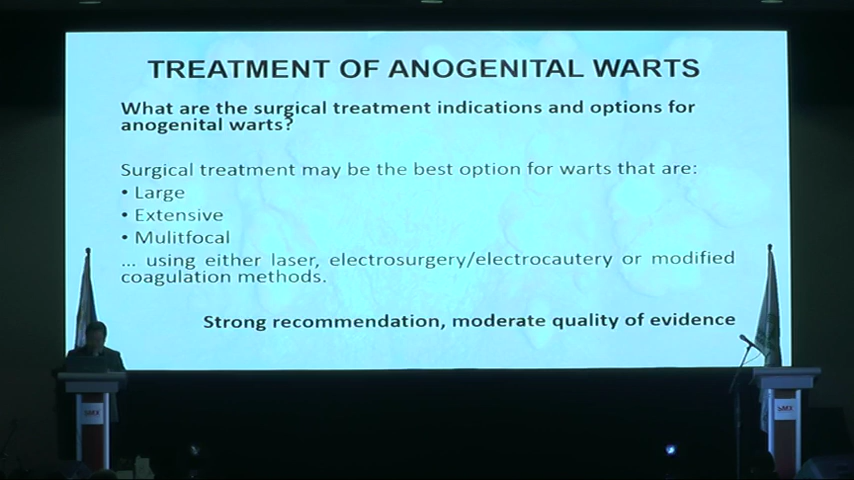 TREATMENT OF ANOGENITAL WARTS
What are the surgical treatment indications and options for
anogenital warts?
Surgical treatment may be the best option for warts that are:
• Large
• Extensive
• Mulitfocal
... using either laser, electrosurgery/electrocautery or modified
coagulation methods.
Strong recommendation, moderate quality of evidence
SMX
SMX